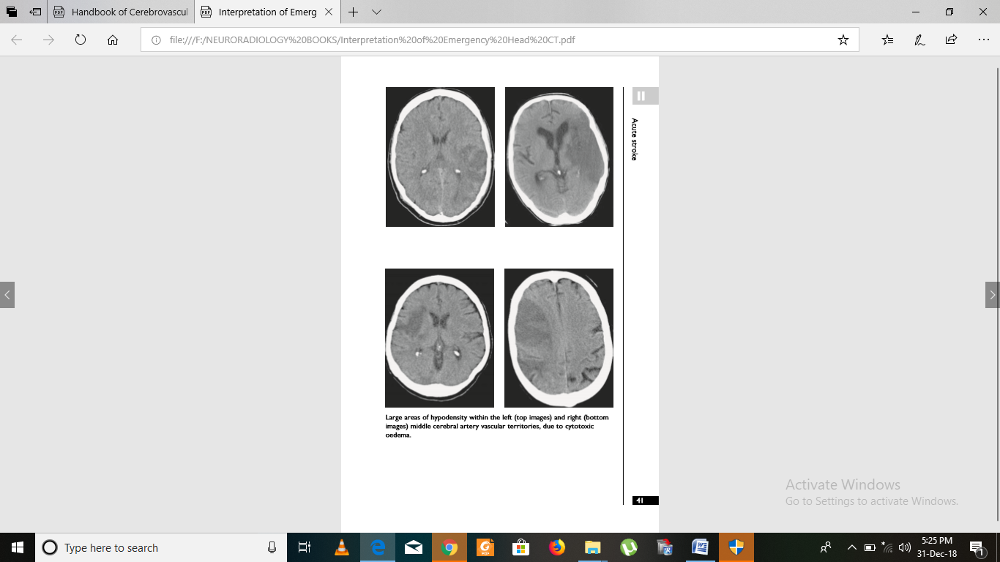 Handbook of Cerebrovascul
Interpretation of Emerg
file:///F:/NEURORADIOLOGY%20BOOKS/Interpretation%20of%20Emergency%20Head%20CT.pdf
II
Acute stroke
Large areas of hypodensity within the left (top images) and right (bottom
images) middle cerebral artery vascular territories, due to cytotoxic
oedema.
41
Activate Windows
Go to Settings to activate Windows.
Type here to search
5:25 PM
31-Dec-18
1